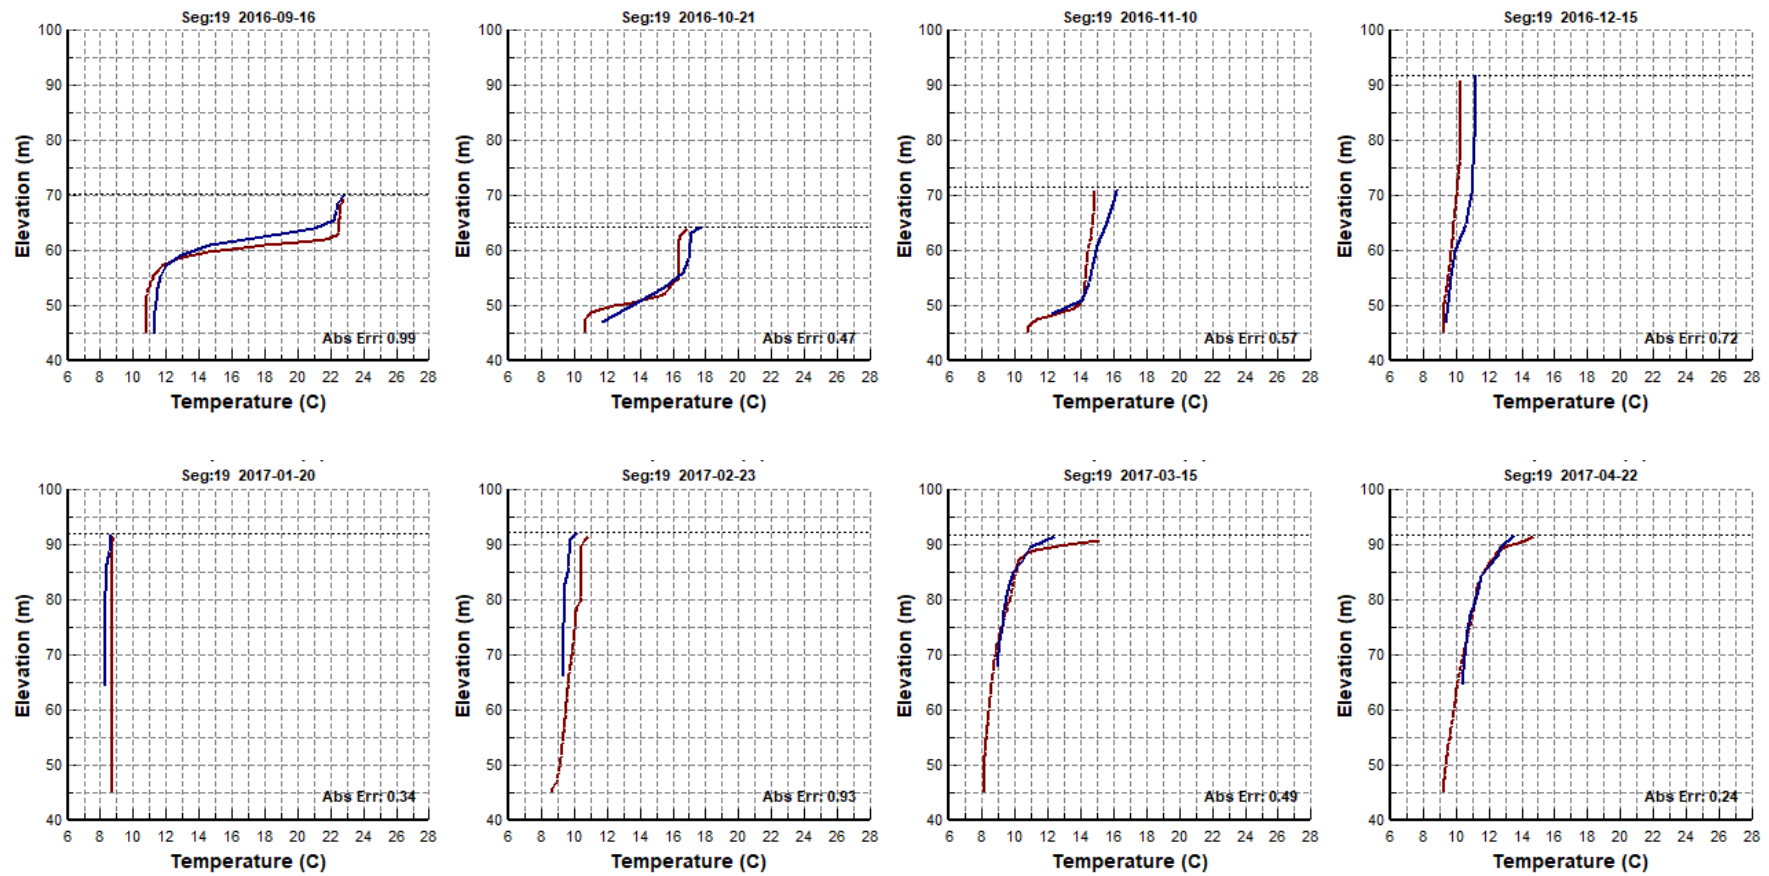 Seg:19 2016-09-16
100
90
80
70
60
50
40
Elevation (m)
Abs Err: 0.99
6 8 10 12 14 16 18 20 22 24 26 28
Temperature (C)
Seg:19 2016-10-21
100
90
80
70
60
50
40
Elevation (m)
Abs Err: 0.47
6 8 10 12 14 16 18 20 22 24 26 28
Temperature (C)
Seg:19 2016-11-10
100
90
80
70
60
50
40
Elevation (m)
Abs Err: 0.57
6 8 10 12 14 16 18 20 22 24 26 28
Temperature (C)
Seg:19 2016-12-15
100
90
80
70
60
50
40
Elevation (m)
Abs Err: 0.72
6 8 10 12 14 16 18 20 22 24 26 28
Temperature (C)
Seg:19 2017-01-20
100
90
80
70
60
50
40
Elevation (m)
Abs Err: 0.34
6 8 10 12 14 16 18 20 22 24 26 28
Temperature (C)
Seg:19 2017-02-23
100
90
80
70
60
50
40
Elevation (m)
Abs Err: 0.93
6 8 10 12 14 16 18 20 22 24 26 28
Temperature (C)
Seg:19 2017-03-15
100
90
80
70
60
50
40
Elevation (m)
Abs Err: 0.49
6 8 10 12 14 16 18 20 22 24 26 28
Temperature (C)
Seg:19 2017-04-22
100
90
80
70
60
50
40
Elevation (m)
Abs Err: 0.24
6 8 10 12 14 16 18 20 22 24 26 28
Temperature (C)